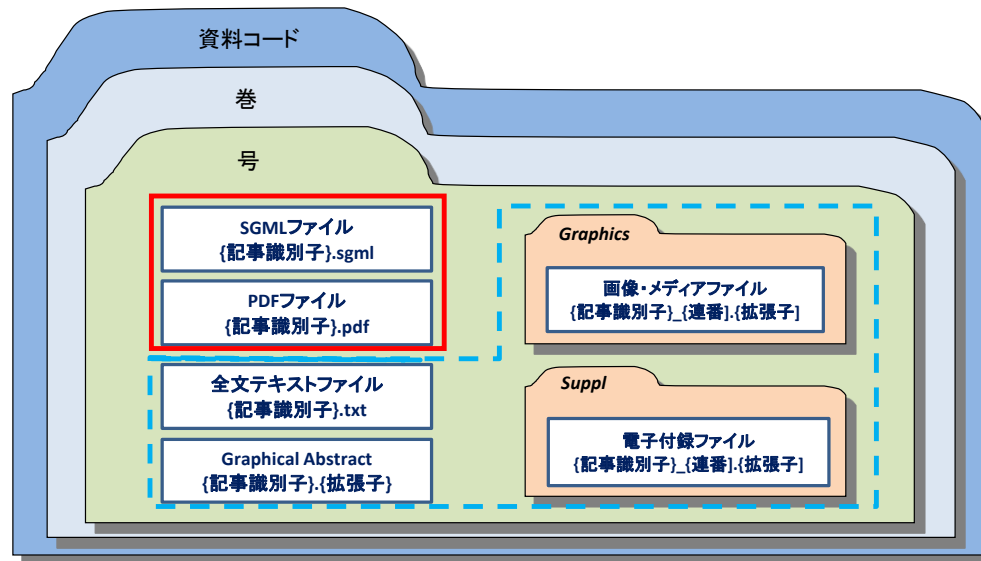 資料コード
巻
号
SGMLファイル
{記事識別子}.sgml
PDFファイル
{記事識別子}.pdf
全文テキストファイル
{記事識別子}.txt
Graphical Abstract
{記事識別子}.{拡張子}
Graphics
画像・メディアファイル
{記事識別子}_{連番].{拡張子]
Suppl
電子付録ファイル
{記事識別子}_{連番].{拡張子]